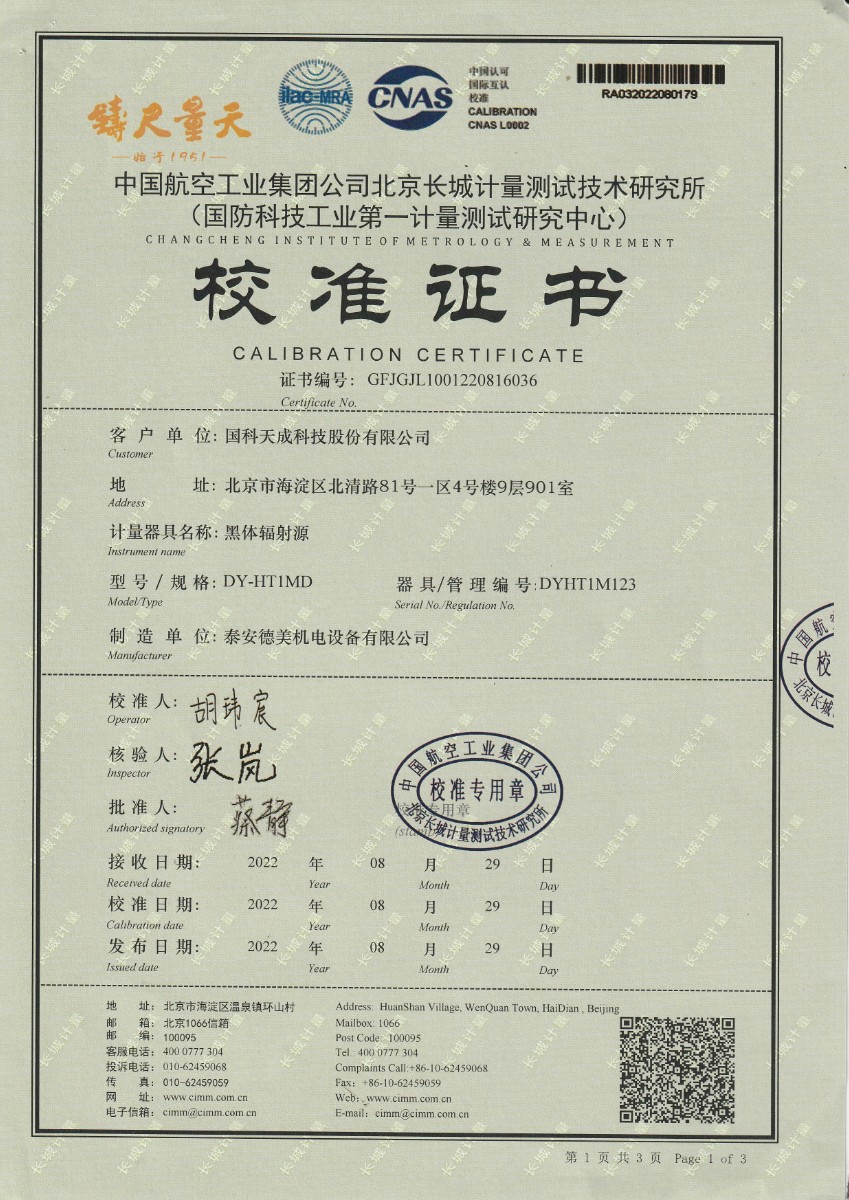 铸尺量天
始于1951
ilac-MRA
CNAS
中国认可
国际互认
校准
CALIBRATION
CNAS L0002
RA032022080179
中国航空工业集团公司北京长城计量测试技术研究所
（国防科技工业第一计量测试研究中心）
CHANGCHENG INSTITUTE OF METROLOGY & MEASUREMENT
校准证书
CALIBRATION CERTIFICATE
证书编号： GFJGJL1001220816036
Certificate No.
客户单位: 国科天成科技股份有限公司
Customer
地址: 北京市海淀区北清路81号一区4号楼9层901室
Address
计量器具名称: 黑体辐射源
Instrument name
型号/规格: DY-HT1MD 器具/管理编号: DYHT1M123
Model/Type Serial No./Regulation No.
制造单位: 泰安德美机电设备有限公司
Manufacturer
校准人: 胡玮宸
Operator
核验人: 张岚
Inspector
批准人: 蔡静
Authorized signatory
中国航空工业集团公司
校准专用章
北京长城计量测试技术研究所
校准专用章
(stamp)
接收日期: 2022 年 08 月 29 日
Received date Year Month Day
校准日期: 2022 年 08 月 29 日
Calibration date Year Month Day
发布日期: 2022 年 08 月 29 日
Issued date Year Month Day
地址： 北京市海淀区温泉镇环山村 Address: HuanShan Village, WenQuan Town, HaiDian , Beijing
邮箱： 北京1066信箱 Mailbox: 1066
邮编： 100095 Post Code: 100095
客服电话： 400 0777 304 Tel: 400 0777 304
投诉电话： 010-62459068 Complaints Call:+86-10-62459068
传真： 010-62459059 Fax: +86-10-62459059
网址： www.cimm.com.cn Web: www.cimm.com.cn
电子信箱： cimm@cimm.com.cn E-mail: cimm@cimm.com.cn
第 1 页 共 3 页 Page 1 of 3
中国航
校
北京长城
长城计量